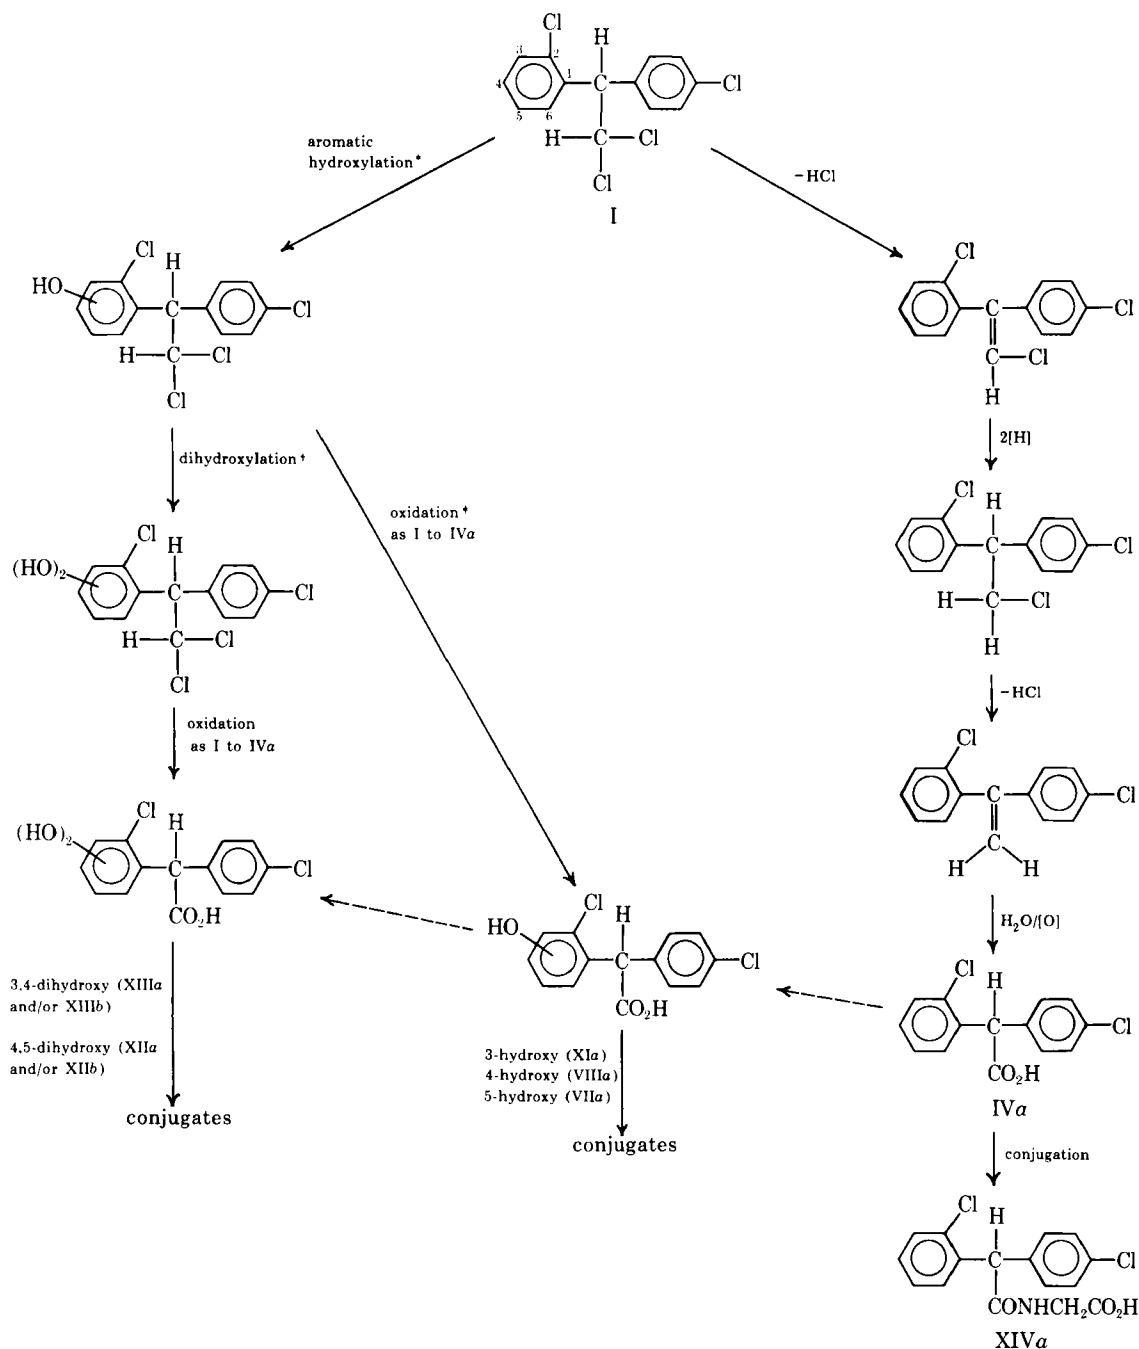 Cl
H
3
2
4
1
C
Cl
5
6
H—C—Cl
Cl
I
aromatic
hydroxylation*
−HCl
Cl
H
HO
C
Cl
H—C—Cl
Cl
Cl
C
Cl
C—Cl
H
dihydroxylation†
2[H]
oxidation*
as I to IVa
Cl
H
(HO)2
C
Cl
H—C—Cl
Cl
Cl
H
C
Cl
H—C—Cl
H
−HCl
oxidation
as I to IVa
Cl
C
Cl
C
H H
Cl
H
(HO)2
C
Cl
CO2H
Cl
H
HO
C
Cl
CO2H
H2O/[O]
Cl
H
C
Cl
CO2H
IVa
3,4-dihydroxy (XIIIa
and/or XIIIb)
4,5-dihydroxy (XIIa
and/or XIIb)
conjugates
3-hydroxy (XIa)
4-hydroxy (VIIIa)
5-hydroxy (VIIa)
conjugates
conjugation
Cl
H
C
Cl
CONHCH2CO2H
XIVa